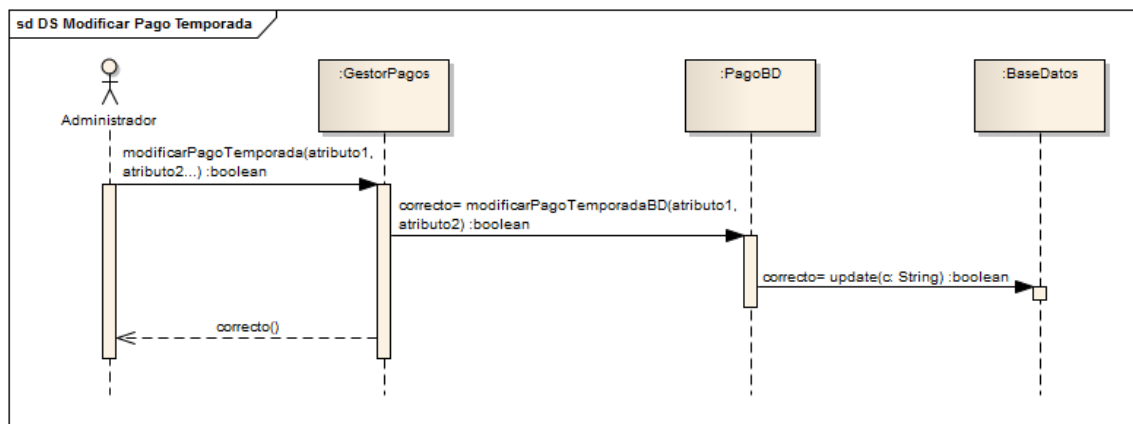 sd DS Modificar Pago Temporada
:GestorPagos
:PagoBD
:BaseDatos
Administrador
modificarPagoTemporada(atributo1,
atributo2...) :boolean
correcto= modificarPagoTemporadaBD(atributo1,
atributo2) :boolean
correcto= update(c: String) :boolean
correcto()